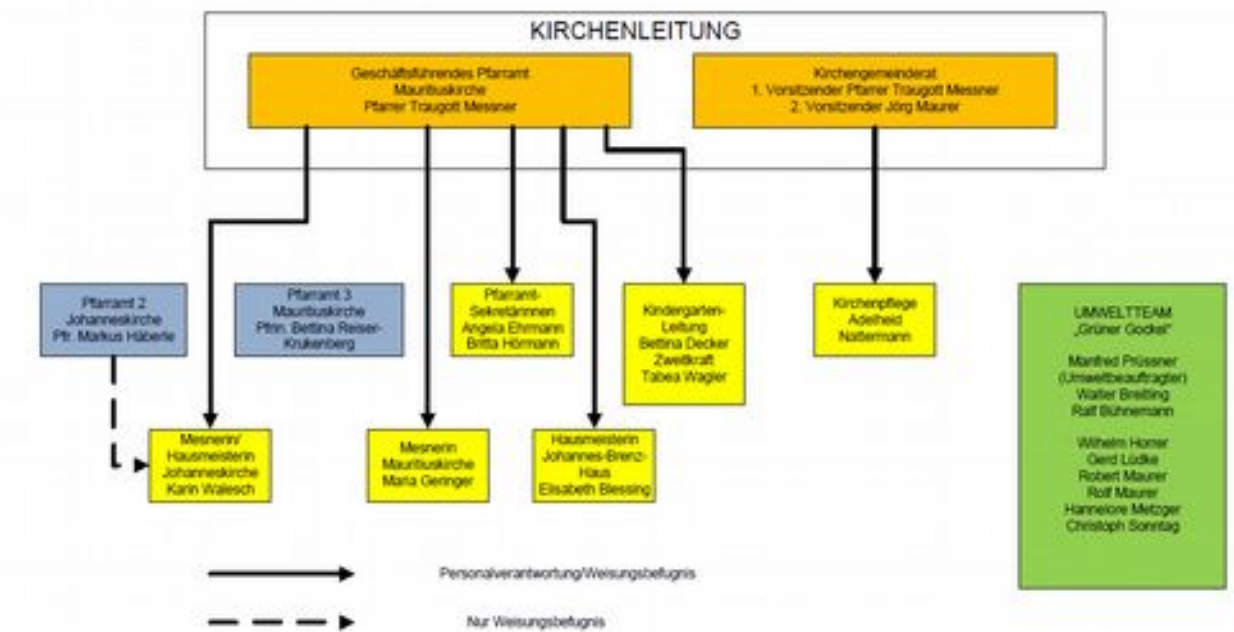 KIRCHENLEITUNG
Geschäftsführendes Pfarramt
Mauritiuskirche
Pfarrer Traugott Messner
Kirchengemeinderat
1. Vorsitzender Pfarrer Traugott Messner
2. Vorsitzender Jörg Maurer
Pfarramt 2
Johanneskirche
Pfr. Markus Häberle
Pfarramt 3
Mauritiuskirche
Pfrin. Bettina Reiser-
Krukenberg
Pfarramt-
Sekretärinnen
Angela Ehrmann
Britta Hörmann
Kindergarten-
Leitung
Bettina Decker
Zweitkraft
Tabea Wagler
Kirchenpflege
Adelheid
Nattermann
UMWELTTEAM
„Grüner Gockel"
Manfred Prüssner
(Umweltbeauftragter)
Walter Breitling
Ralf Bühnemann
Wilhelm Horrer
Gerd Lüdke
Robert Maurer
Rolf Maurer
Hannelore Metzger
Christoph Sonntag
Mesnerin/
Hausmeisterin
Johanneskirche
Karin Walesch
Mesnerin
Mauritiuskirche
Maria Geringer
Hausmeisterin
Johannes-Brenz-
Haus
Elisabeth Blessing
Personalverantwortung/Weisungsbefugnis
Nur Weisungsbefugnis